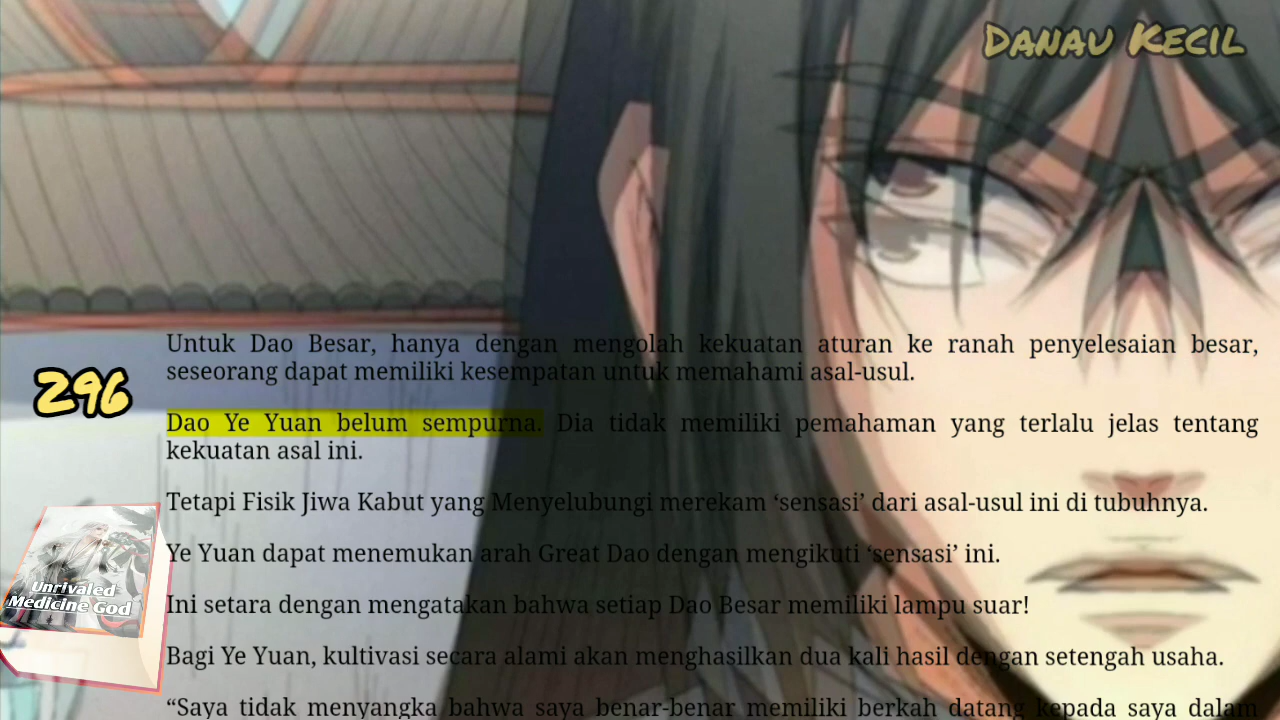 Danau Kecil
Untuk Dao Besar, hanya dengan mengolah kekuatan aturan ke ranah penyelesaian besar,
seseorang dapat memiliki kesempatan untuk memahami asal-usul.
296
Dao Ye Yuan belum sempurna. Dia tidak memiliki pemahaman yang terlalu jelas tentang
kekuatan asal ini.
Tetapi Fisik Jiwa Kabut yang Menyelubungi merekam ‘sensasi’ dari asal-usul ini di tubuhnya.
Ye Yuan dapat menemukan arah Great Dao dengan mengikuti ‘sensasi’ ini.
Unrivaled
Medicine God
Ini setara dengan mengatakan bahwa setiap Dao Besar memiliki lampu suar!
Bagi Ye Yuan, kultivasi secara alami akan menghasilkan dua kali hasil dengan setengah usaha.
“Saya tidak menyangka bahwa saya benar-benar memiliki berkah datang kepada saya dalam